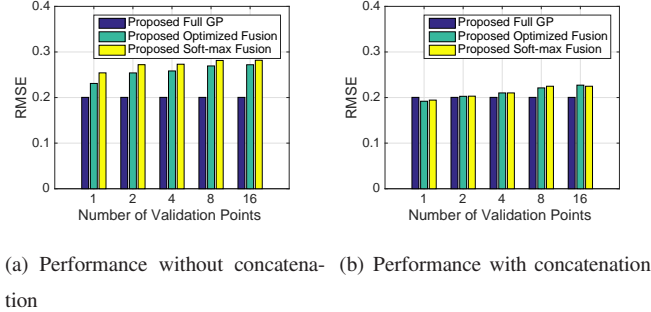 0.4
0.3
0.2
0.1
0
RMSE
Proposed Full GP
Proposed Optimized Fusion
Proposed Soft-max Fusion
1 2 4 8 16
Number of Validation Points
0.4
0.3
0.2
0.1
0
RMSE
Proposed Full GP
Proposed Optimized Fusion
Proposed Soft-max Fusion
1 2 4 8 16
Number of Validation Points
(a) Performance without concatena-
tion
(b) Performance with concatenation